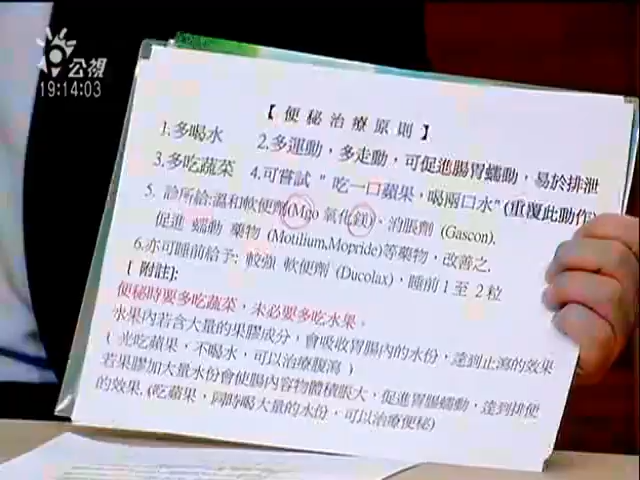 公視
19:14:03
【便秘治療原則】
1.多喝水 2.多運動，多走動，可促進腸胃蠕動，易於排泄
3.多吃蔬菜 4.可嘗試 " 吃一口蘋果，喝兩口水" (重覆此動作)
5. 診所給:溫和軟便劑(Mgo 氧化鎂)、消脹劑 (Gascon).
促進 蠕動 藥物 (Motilium,Mopride)等藥物，改善之.
6.亦可睡前給予: 較強 軟便劑 (Ducolax)，睡前1至2粒
[附註]:
便秘時要多吃蔬菜，未必要多吃水果。
水果內若含大量的果膠成分，會吸收胃腸內的水份，達到止瀉的效果
( 光吃蘋果，不喝水，可以治療腹瀉 )
若果膠加大量水份會使腸內容物體積脹大，促進胃腸蠕動，達到排便
的效果. (吃蘋果，同時喝大量的水份，可以治療便秘)